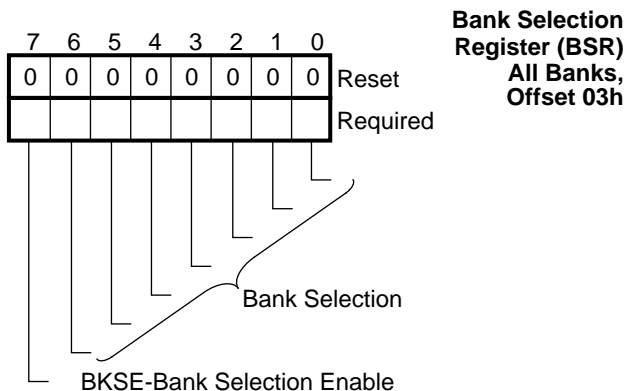 Bank Selection
Register (BSR)
All Banks,
Offset 03h
7 6 5 4 3 2 1 0
0 0 0 0 0 0 0 0 Reset
Required
Bank Selection
BKSE-Bank Selection Enable